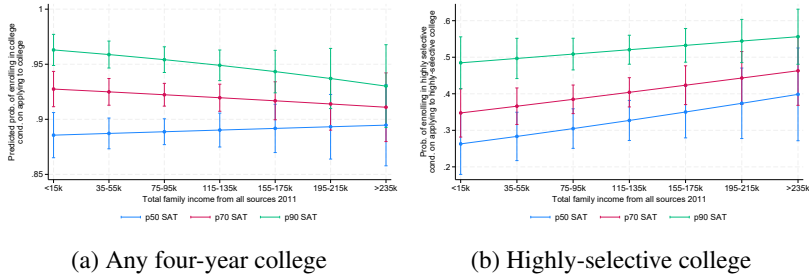 Predicted prob. of enrolling in college
cond. on applying to college
1
.95
.9
.85
<15k 35-55k 75-95k 115-135k 155-175k 195-215k >235k
Total family income from all sources 2011
p50 SAT p70 SAT p90 SAT
(a) Any four-year college
Prob. of enrolling in highly selective
cond. on applying to highly-selective college
.6
.5
.4
.3
.2
<15k 35-55k 75-95k 115-135k 155-175k 195-215k >235k
Total family income from all sources 2011
p50 SAT p70 SAT p90 SAT
(b) Highly-selective college